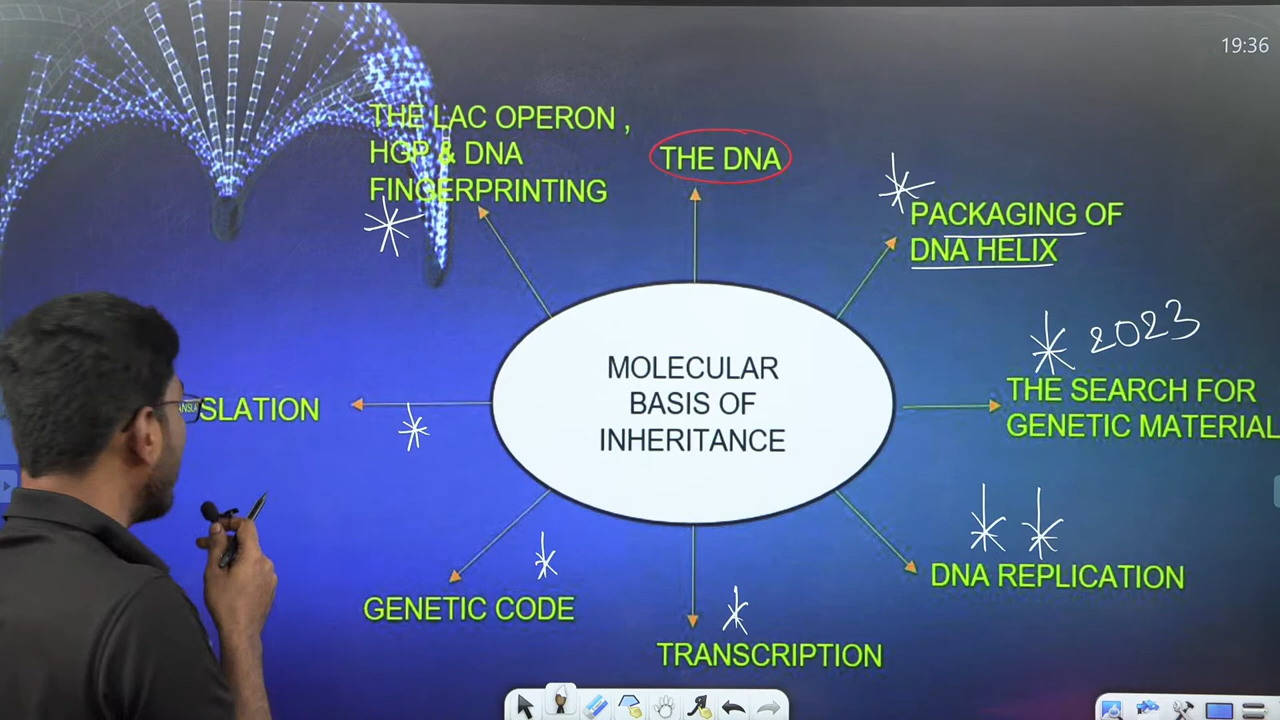 19:36
THE LAC OPERON ,
HGP & DNA
FINGERPRINTING
THE DNA
PACKAGING OF
DNA HELIX
2023
THE SEARCH FOR
GENETIC MATERIAL
MOLECULAR
BASIS OF
INHERITANCE
SLATION
DNA REPLICATION
GENETIC CODE
TRANSCRIPTION